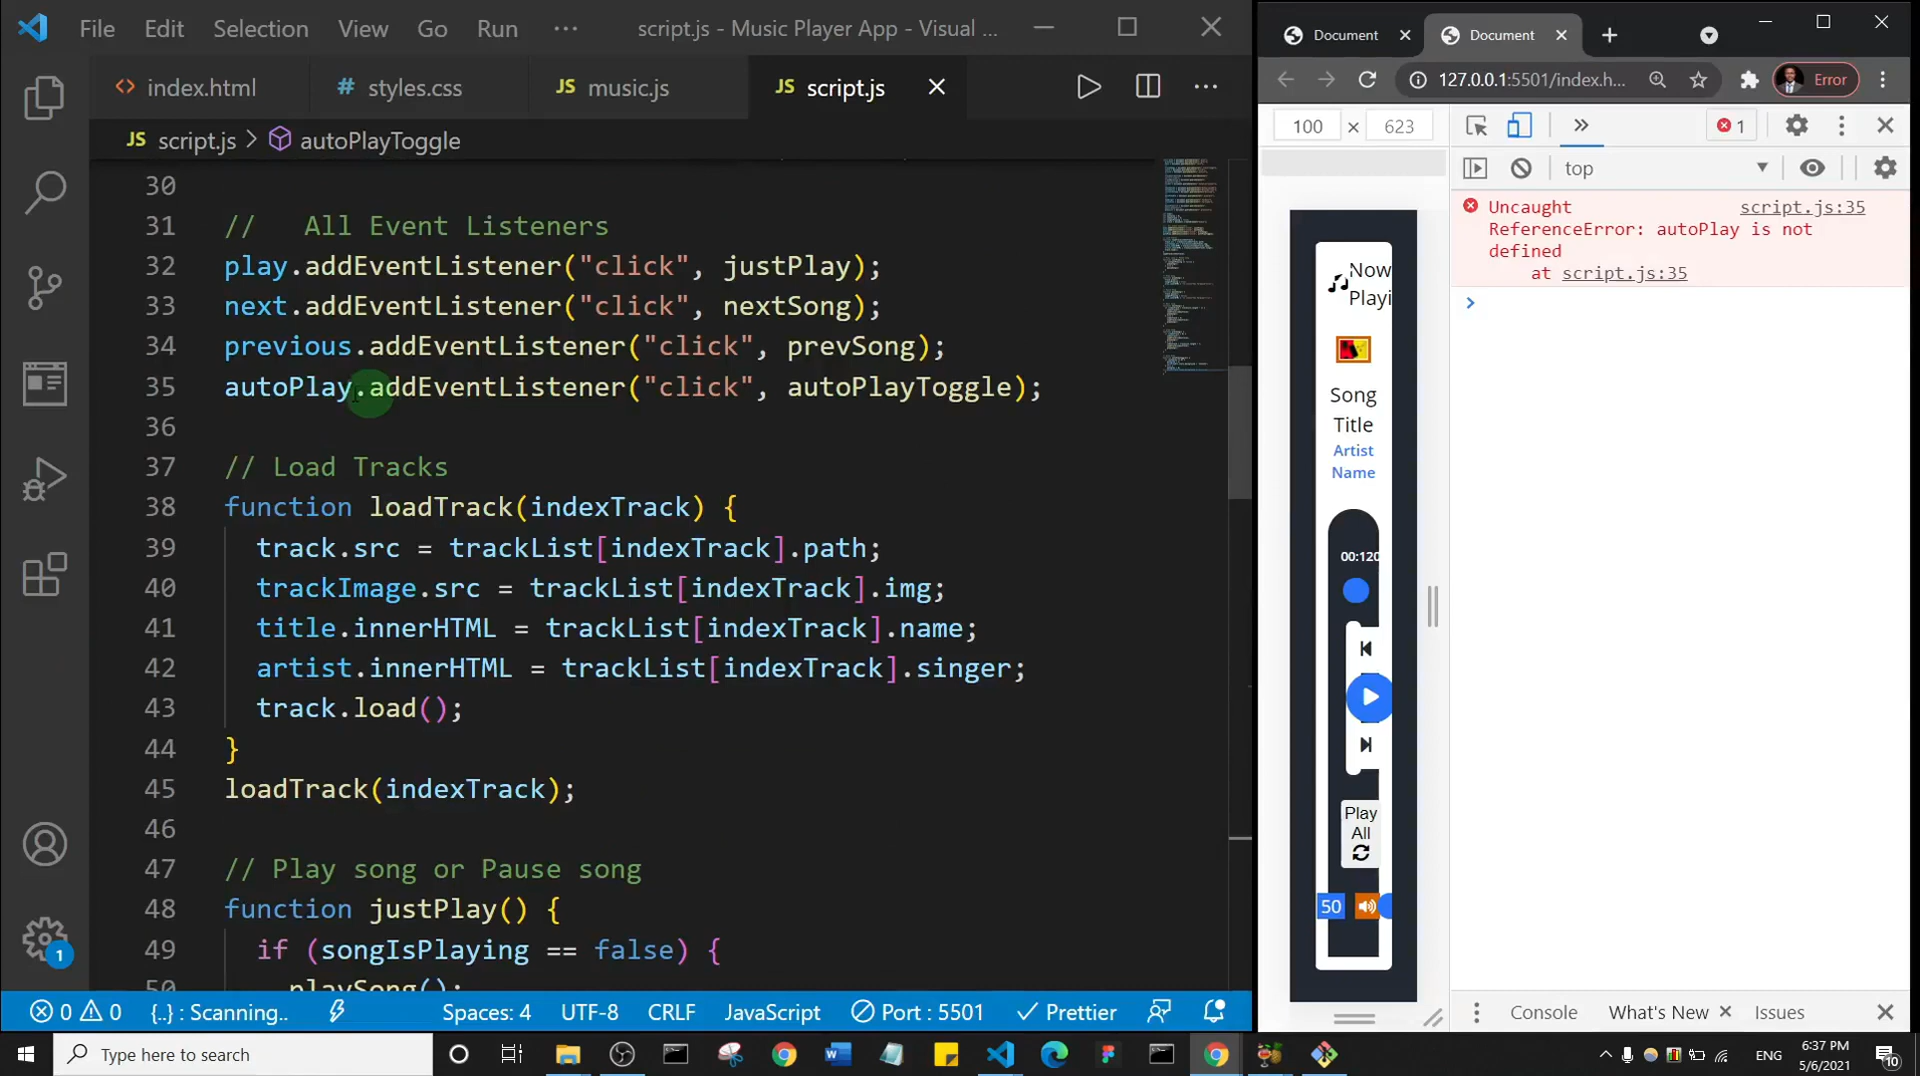 File Edit Selection View Go Run ··· script.js - Music Player App - Visual ...
index.html styles.css JS music.js JS script.js
JS script.js > autoPlayToggle
30
31 //   All Event Listeners
32 play.addEventListener("click", justPlay);
33 next.addEventListener("click", nextSong);
34 previous.addEventListener("click", prevSong);
35 autoPlay.addEventListener("click", autoPlayToggle);
36
37 // Load Tracks
38 function loadTrack(indexTrack) {
39 track.src = trackList[indexTrack].path;
40 trackImage.src = trackList[indexTrack].img;
41 title.innerHTML = trackList[indexTrack].name;
42 artist.innerHTML = trackList[indexTrack].singer;
43 track.load();
44 }
45 loadTrack(indexTrack);
46
47 // Play song or Pause song
48 function justPlay() {
49 if (songIsPlaying == false) {
50 playSong();
1
0 0 {..} : Scanning.. Spaces: 4 UTF-8 CRLF JavaScript Port : 5501 Prettier
Document Document
127.0.0.1:5501/index.h... Error
100 × 623
1
top
Uncaught script.js:35
ReferenceError: autoPlay is not
defined
at script.js:35
Now
Playi
Song
Title
Artist
Name
00:120
Play
All
50
Console What's New Issues
Type here to search
ENG 6:37 PM
5/6/2021
10